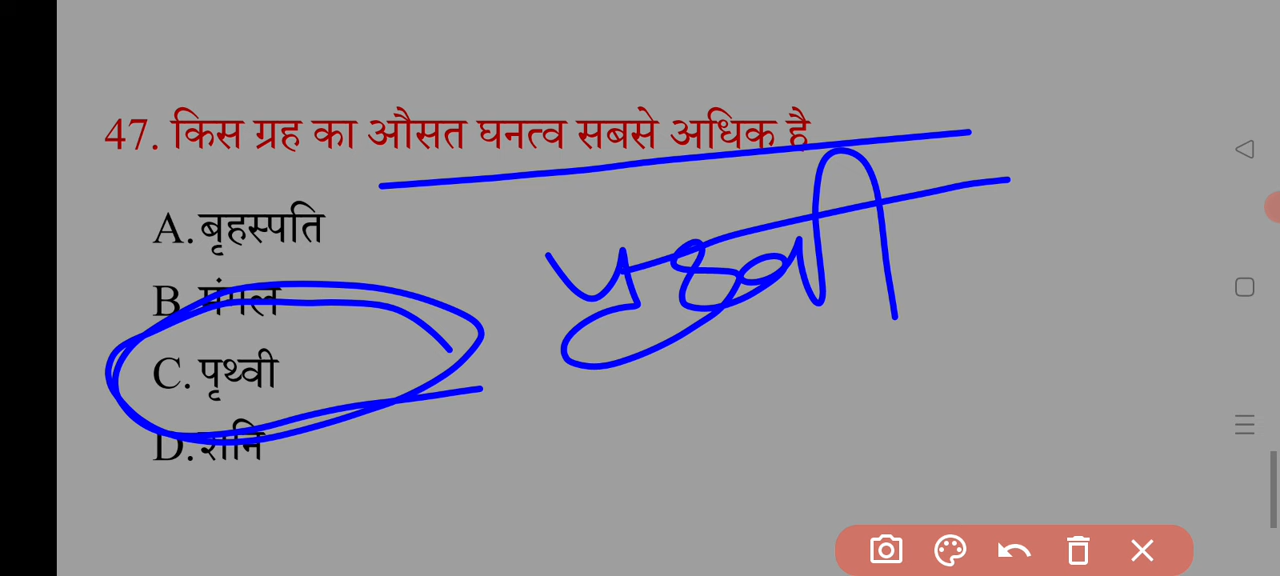 47. किस ग्रह का औसत घनत्व सबसे अधिक है
A. बृहस्पति
B. मंगल
C. पृथ्वी
D. शनि
पृथ्वी